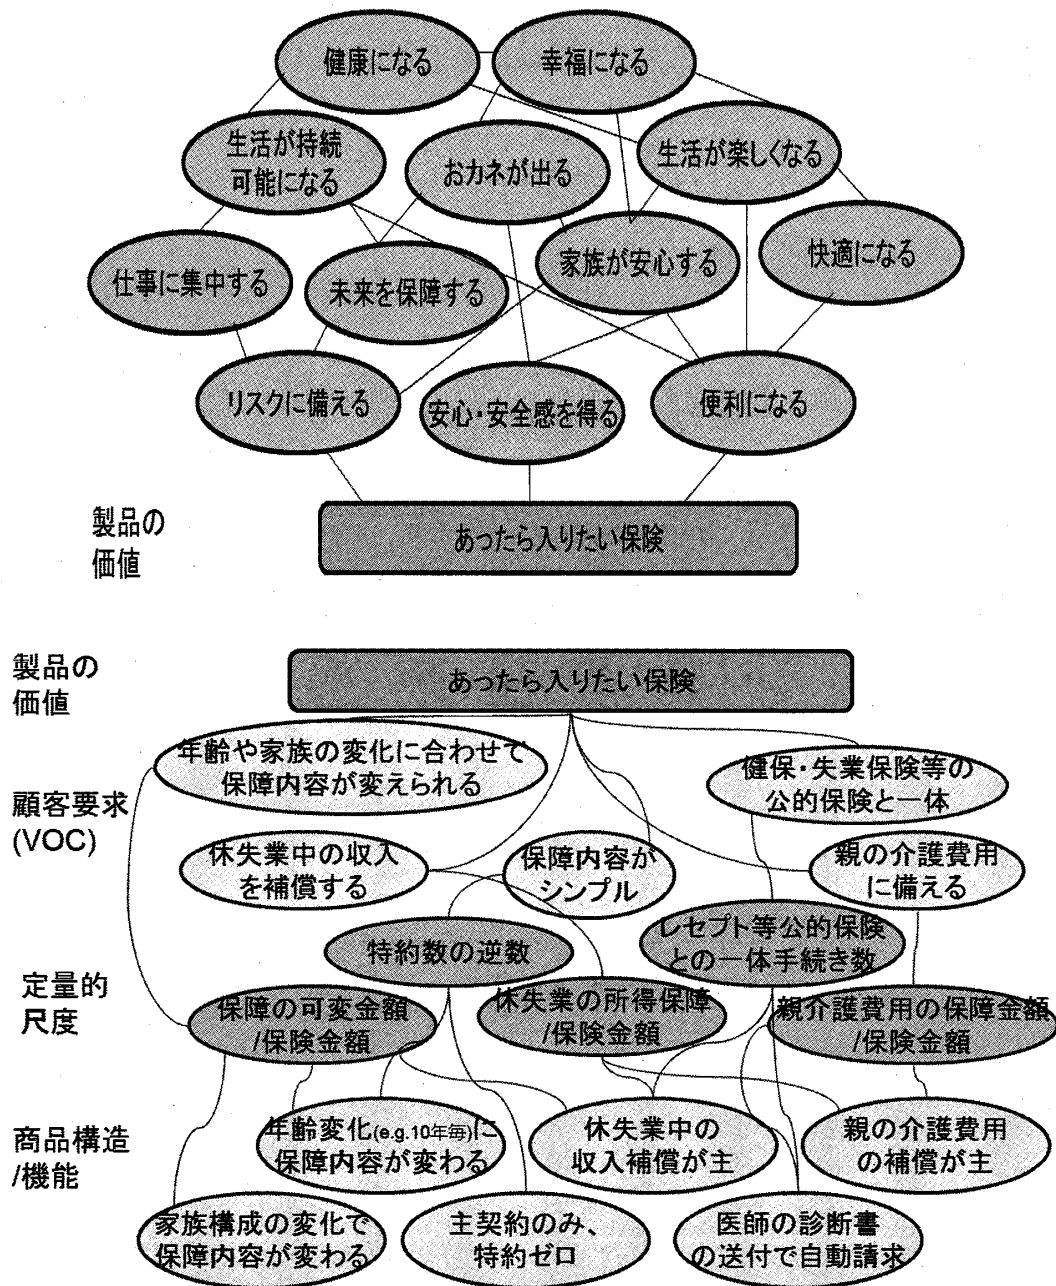 健康になる
幸福になる
生活が持続
可能になる
おカネが出る
生活が楽しくなる
仕事に集中する
未来を保障する
家族が安心する
快適になる
リスクに備える
安心・安全感を得る
便利になる
製品の
価値
あったら入りたい保険
製品の
価値
あったら入りたい保険
顧客要求
(VOC)
年齢や家族の変化に合わせて
保障内容が変えられる
健保・失業保険等の
公的保険と一体
休失業中の収入
を補償する
保障内容が
シンプル
親の介護費用
に備える
定量的
尺度
特約数の逆数
レセプト等公的保険
との一体手続き数
保障の可変金額
/保険金額
休失業の所得保障
/保険金額
親介護費用の保障金額
/保険金額
商品構造
/機能
年齢変化(e.g.10年毎)に
保障内容が変わる
休失業中の
収入補償が主
親の介護費用
の補償が主
家族構成の変化で
保障内容が変わる
主契約のみ、
特約ゼロ
医師の診断書
の送付で自動請求